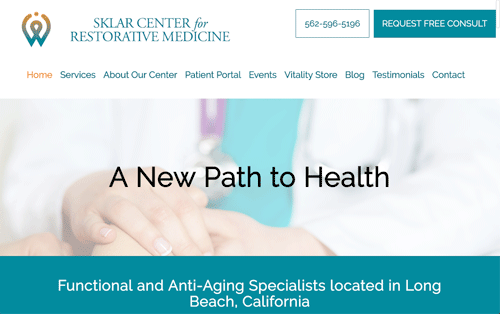 SKLAR CENTER for
RESTORATIVE MEDICINE
562-596-5196
REQUEST FREE CONSULT
Home Services About Our Center Patient Portal Events Vitality Store Blog Testimonials Contact
A New Path to Health
Functional and Anti-Aging Specialists located in Long
Beach, California